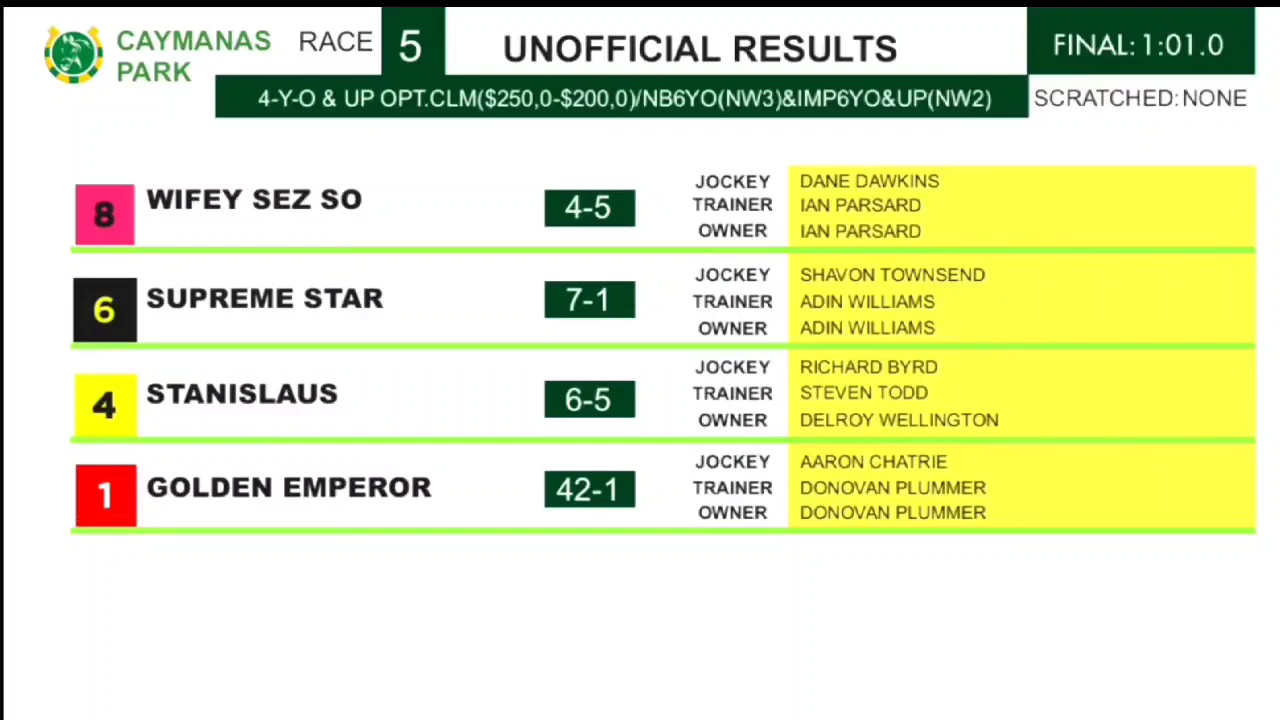 CAYMANAS
PARK
RACE 5
UNOFFICIAL RESULTS
FINAL: 1:01.0
4-Y-O & UP OPT.CLM($250,0-$200,0)/NB6YO(NW3)&IMP6YO&UP(NW2)
SCRATCHED: NONE
8 WIFEY SEZ SO 4-5
JOCKEY DANE DAWKINS
TRAINER IAN PARSARD
OWNER IAN PARSARD
6 SUPREME STAR 7-1
JOCKEY SHAVON TOWNSEND
TRAINER ADIN WILLIAMS
OWNER ADIN WILLIAMS
4 STANISLAUS 6-5
JOCKEY RICHARD BYRD
TRAINER STEVEN TODD
OWNER DELROY WELLINGTON
1 GOLDEN EMPEROR 42-1
JOCKEY AARON CHATRIE
TRAINER DONOVAN PLUMMER
OWNER DONOVAN PLUMMER